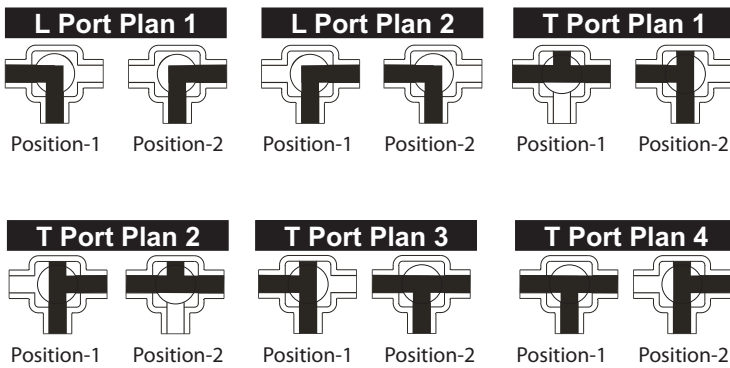 L Port Plan 1
L Port Plan 2
T Port Plan 1
Position-1 Position-2
Position-1 Position-2
Position-1 Position-2
T Port Plan 2
T Port Plan 3
T Port Plan 4
Position-1 Position-2
Position-1 Position-2
Position-1 Position-2